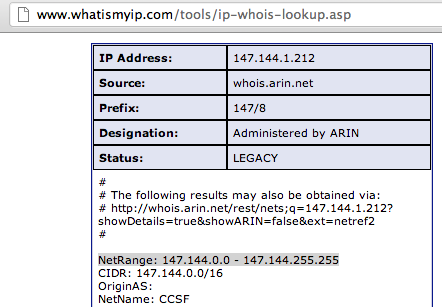 www.whatismyip.com/tools/ip-whois-lookup.asp
IP Address: 147.144.1.212
Source: whois.arin.net
Prefix: 147/8
Designation: Administered by ARIN
Status: LEGACY
#
# The following results may also be obtained via:
# http://whois.arin.net/rest/nets;q=147.144.1.212?
showDetails=true&showARIN=false&ext=netref2
#
NetRange: 147.144.0.0 - 147.144.255.255
CIDR: 147.144.0.0/16
OriginAS:
NetName: CCSF